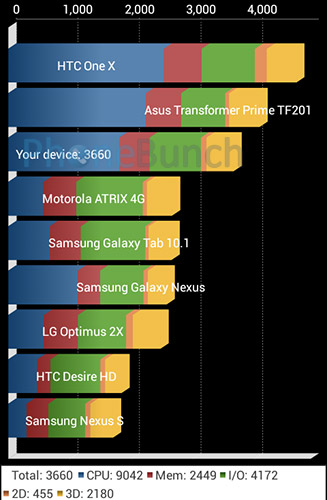 0 1,000 2,000 3,000 4,000
HTC One X
Asus Transformer Prime TF201
PhoneBunch
Your device: 3660
Motorola ATRIX 4G
Samsung Galaxy Tab 10.1
Samsung Galaxy Nexus
LG Optimus 2X
HTC Desire HD
Samsung Nexus S
Total: 3660 CPU: 9042 Mem: 2449 I/O: 4172
2D: 455 3D: 2180